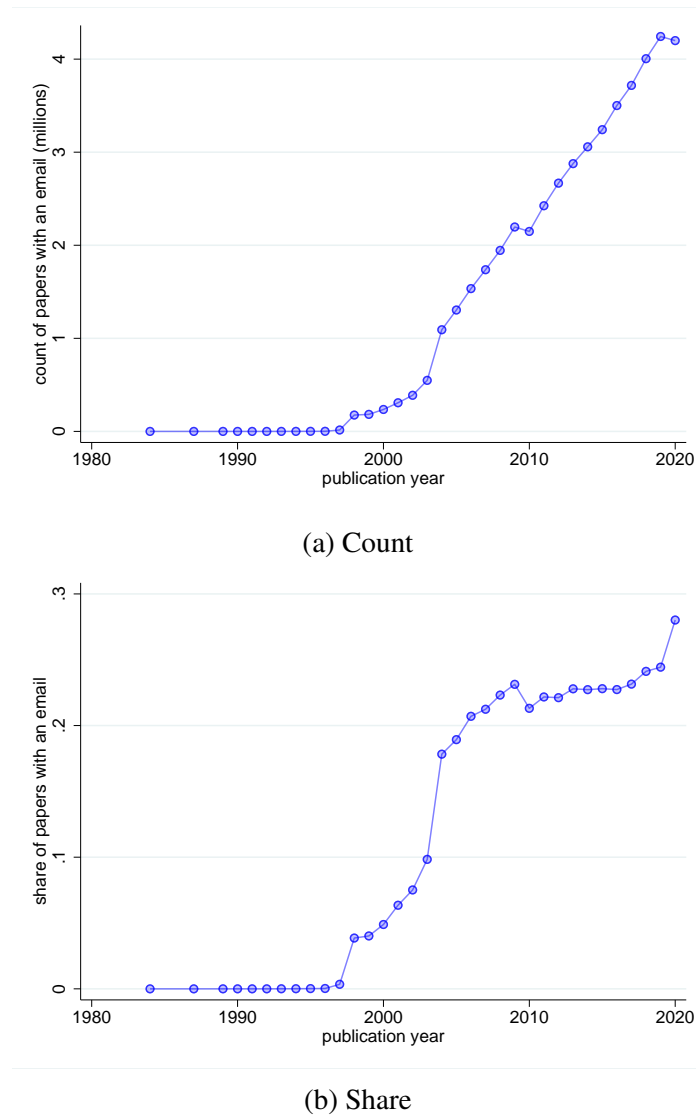 count of papers with an email (millions)
4
3
2
1
0
1980 1990 2000 2010 2020
publication year
(a) Count
share of papers with an email
.3
.2
.1
0
1980 1990 2000 2010 2020
publication year
(b) Share